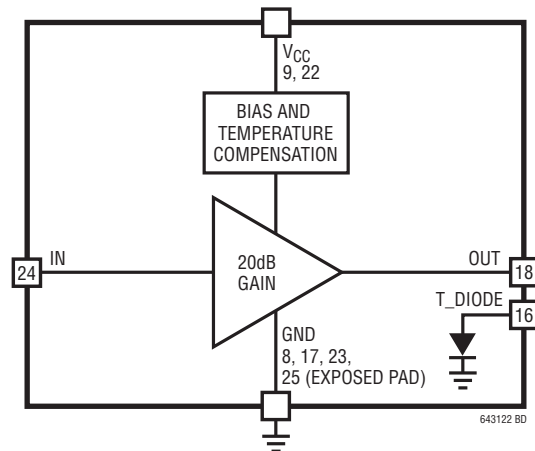 VCC
9, 22
BIAS AND
TEMPERATURE
COMPENSATION
24
IN
20dB
GAIN
OUT
18
T_DIODE
16
GND
8, 17, 23,
25 (EXPOSED PAD)
643122 BD